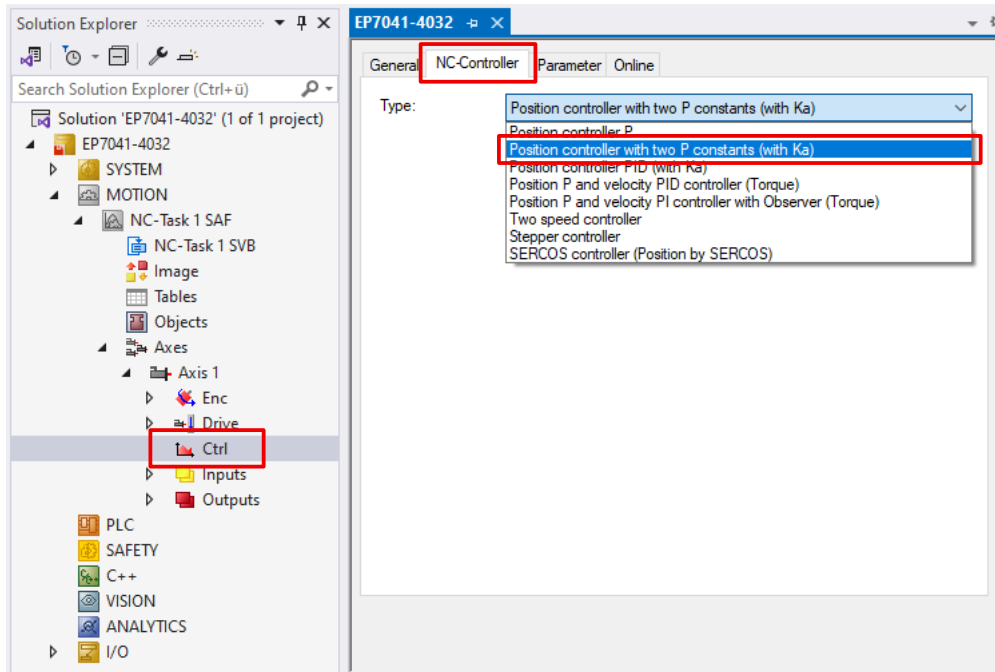 Solution Explorer
Search Solution Explorer (Ctrl+ü)
Solution 'EP7041-4032' (1 of 1 project)
EP7041-4032
SYSTEM
MOTION
NC-Task 1 SAF
NC-Task 1 SVB
Image
Tables
Objects
Axes
Axis 1
Enc
Drive
Ctrl
Inputs
Outputs
PLC
SAFETY
C++
VISION
ANALYTICS
I/O
EP7041-4032
General NC-Controller Parameter Online
Type: Position controller with two P constants (with Ka)
Position controller P
Position controller with two P constants (with Ka)
Position controller PID (with Ka)
Position P and velocity PID controller (Torque)
Position P and velocity PI controller with Observer (Torque)
Two speed controller
Stepper controller
SERCOS controller (Position by SERCOS)